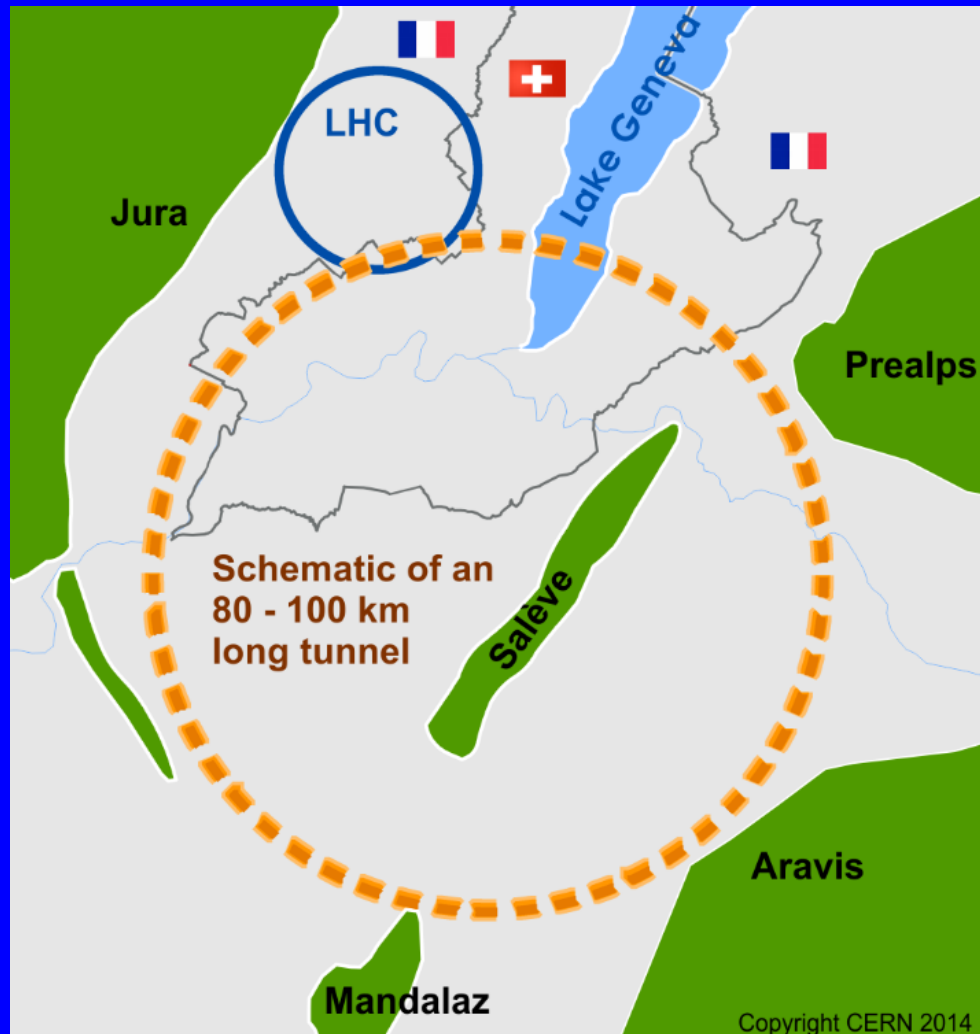 LHC
Lake Geneva
Jura
Prealps
Schematic of an
80 - 100 km
long tunnel
Salève
Aravis
Mandalaz
Copyright CERN 2014